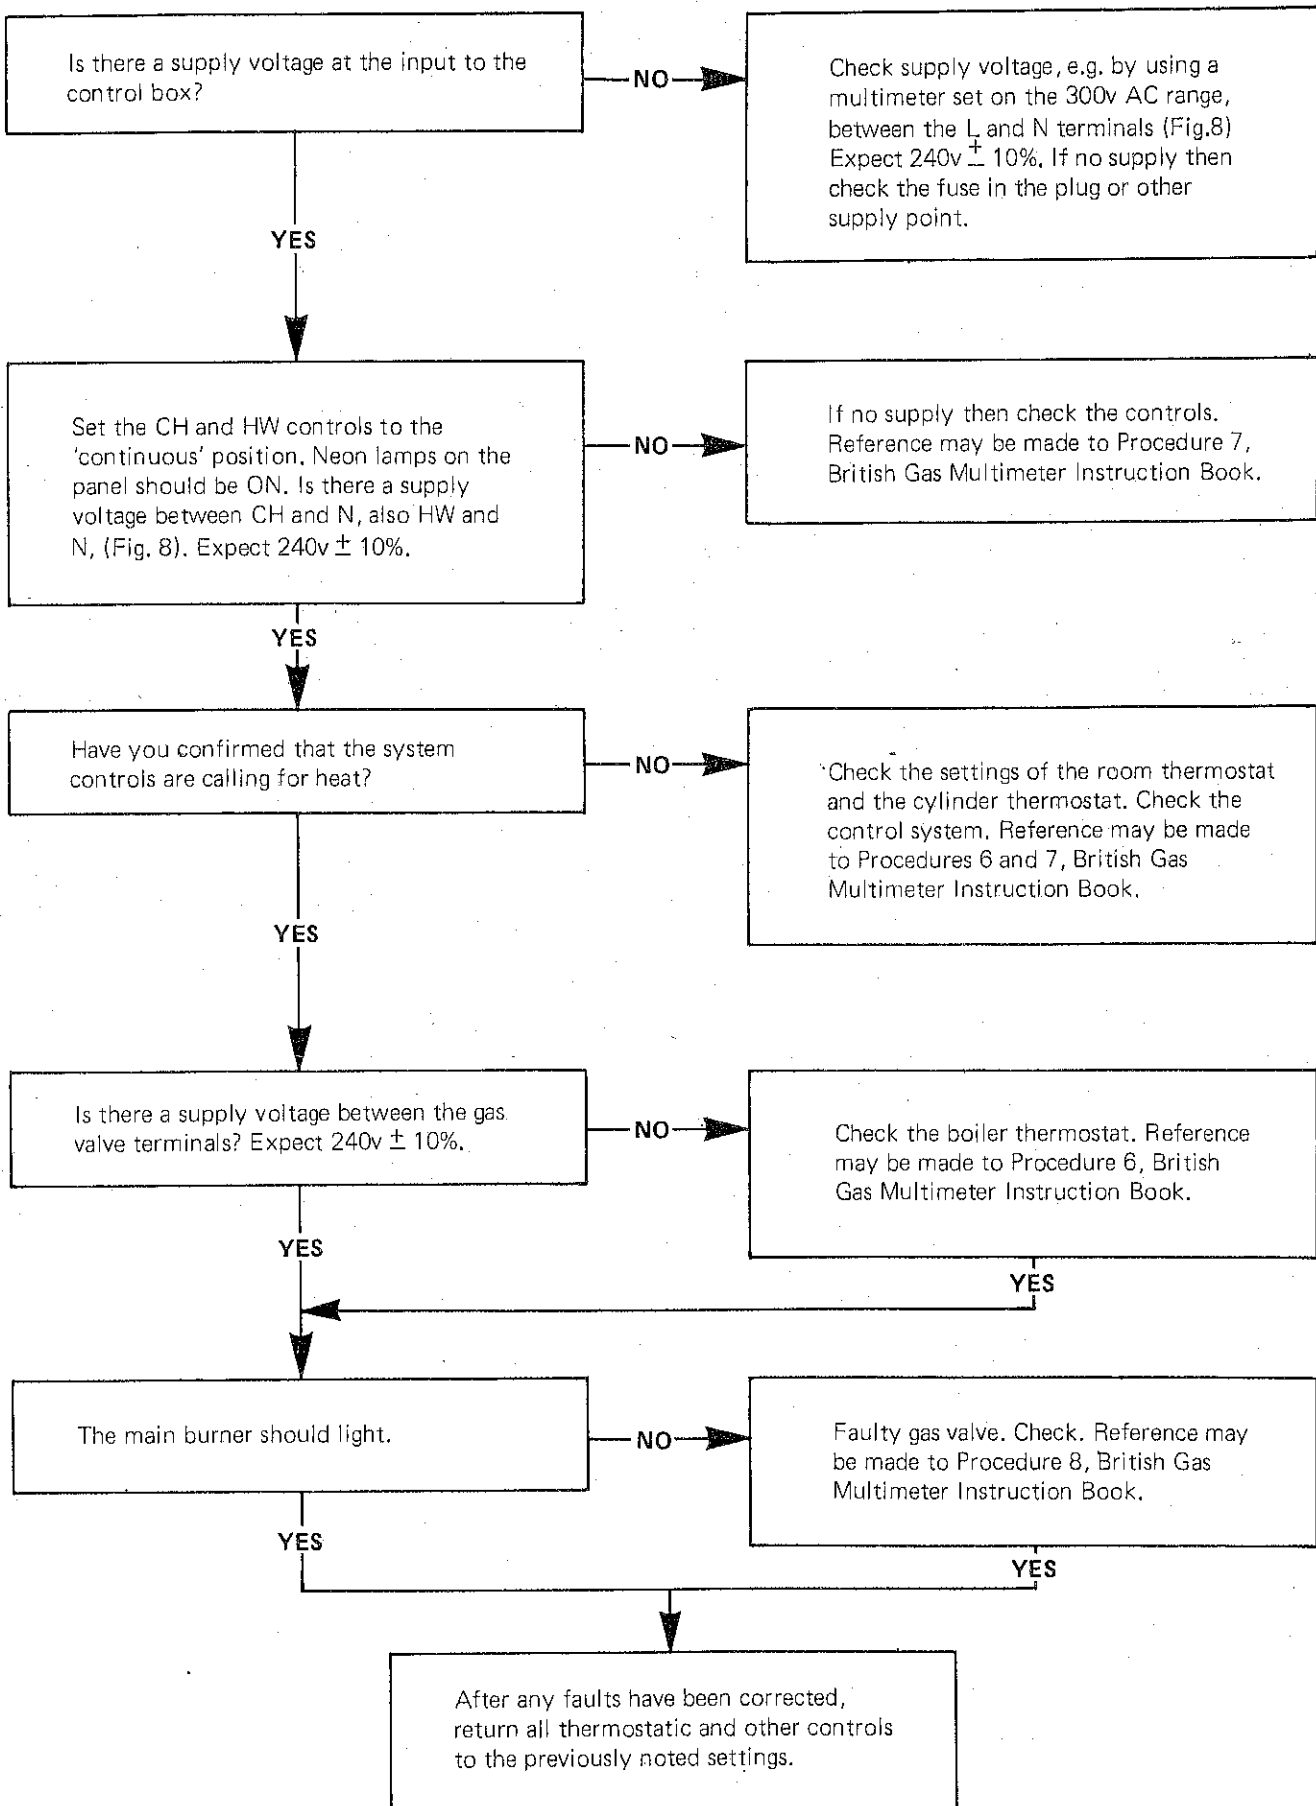 Is there a supply voltage at the input to the
control box?
NO
Check supply voltage, e.g. by using a
multimeter set on the 300v AC range,
between the L and N terminals (Fig.8)
Expect 240v ± 10%. If no supply then
check the fuse in the plug or other
supply point.
YES
Set the CH and HW controls to the
'continuous' position. Neon lamps on the
panel should be ON. Is there a supply
voltage between CH and N, also HW and
N, (Fig. 8). Expect 240v ± 10%.
NO
If no supply then check the controls.
Reference may be made to Procedure 7,
British Gas Multimeter Instruction Book.
YES
Have you confirmed that the system
controls are calling for heat?
NO
Check the settings of the room thermostat
and the cylinder thermostat. Check the
control system. Reference may be made
to Procedures 6 and 7, British Gas
Multimeter Instruction Book.
YES
Is there a supply voltage between the gas
valve terminals? Expect 240v ± 10%.
NO
Check the boiler thermostat. Reference
may be made to Procedure 6, British
Gas Multimeter Instruction Book.
YES
YES
The main burner should light.
NO
Faulty gas valve. Check. Reference may
be made to Procedure 8, British Gas
Multimeter Instruction Book.
YES
YES
After any faults have been corrected,
return all thermostatic and other controls
to the previously noted settings.